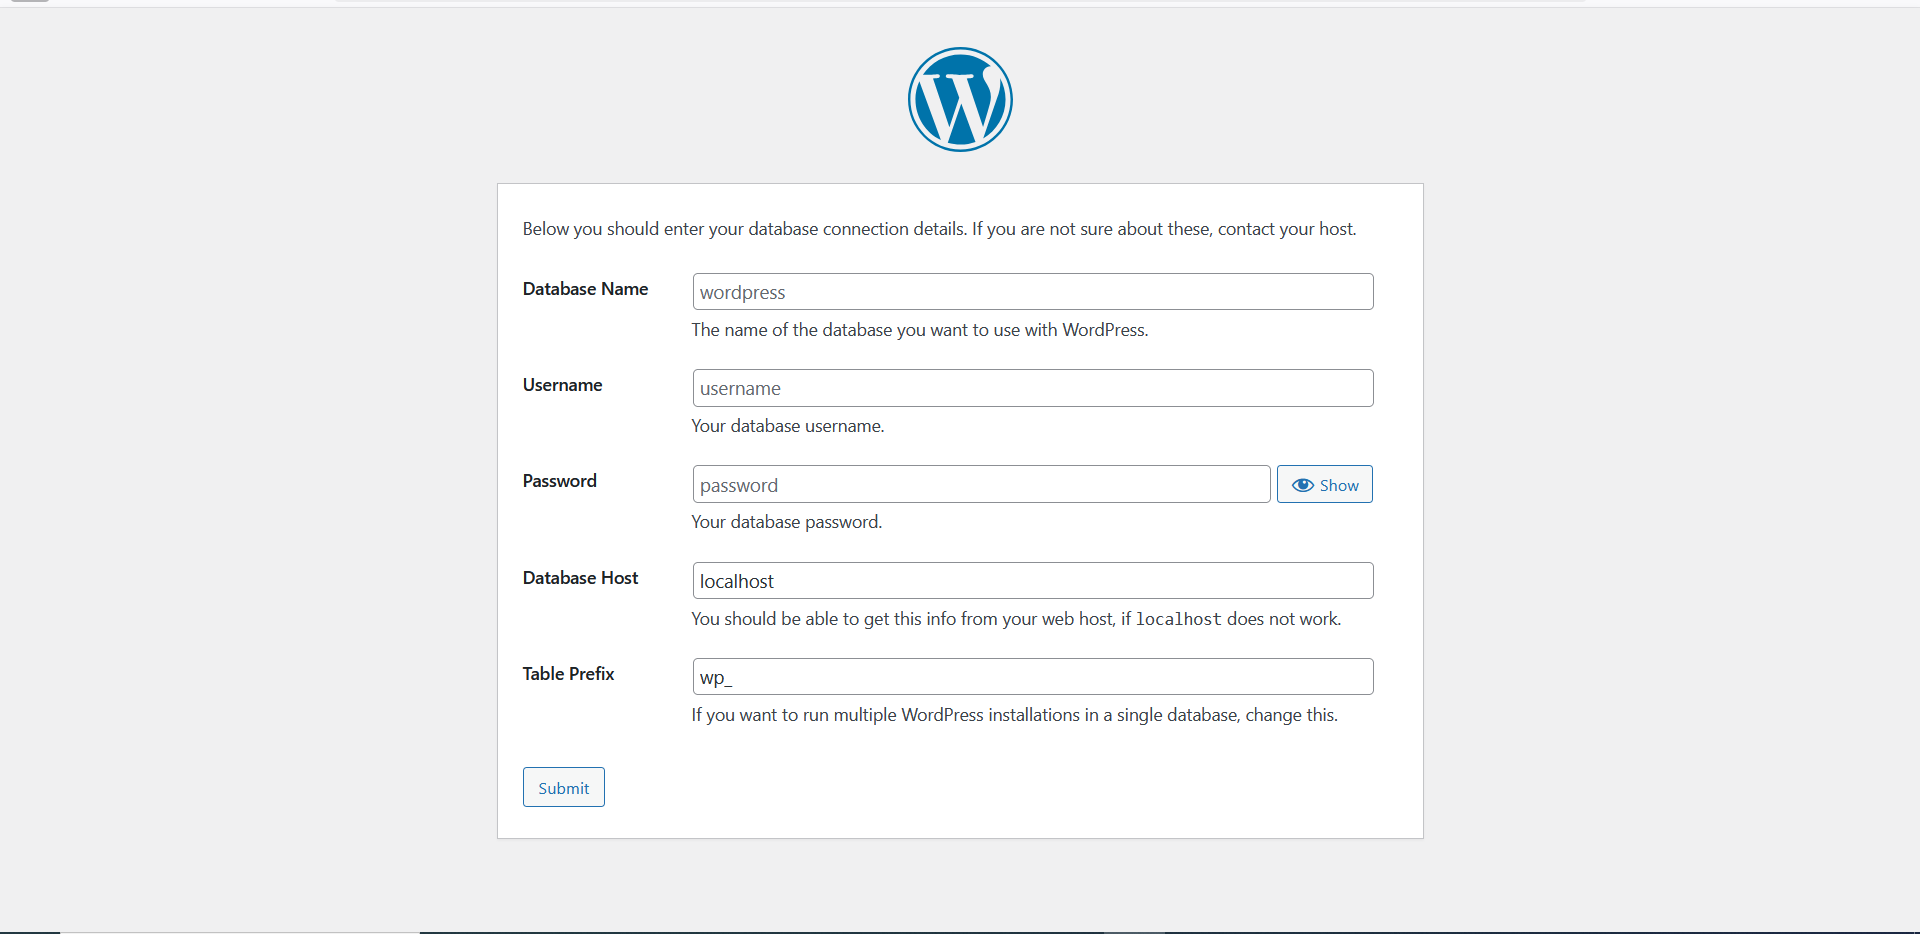 Below you should enter your database connection details. If you are not sure about these, contact your host.
Database Name
wordpress
The name of the database you want to use with WordPress.
Username
username
Your database username.
Password
password
Show
Your database password.
Database Host
localhost
You should be able to get this info from your web host, if localhost does not work.
Table Prefix
wp_
If you want to run multiple WordPress installations in a single database, change this.
Submit